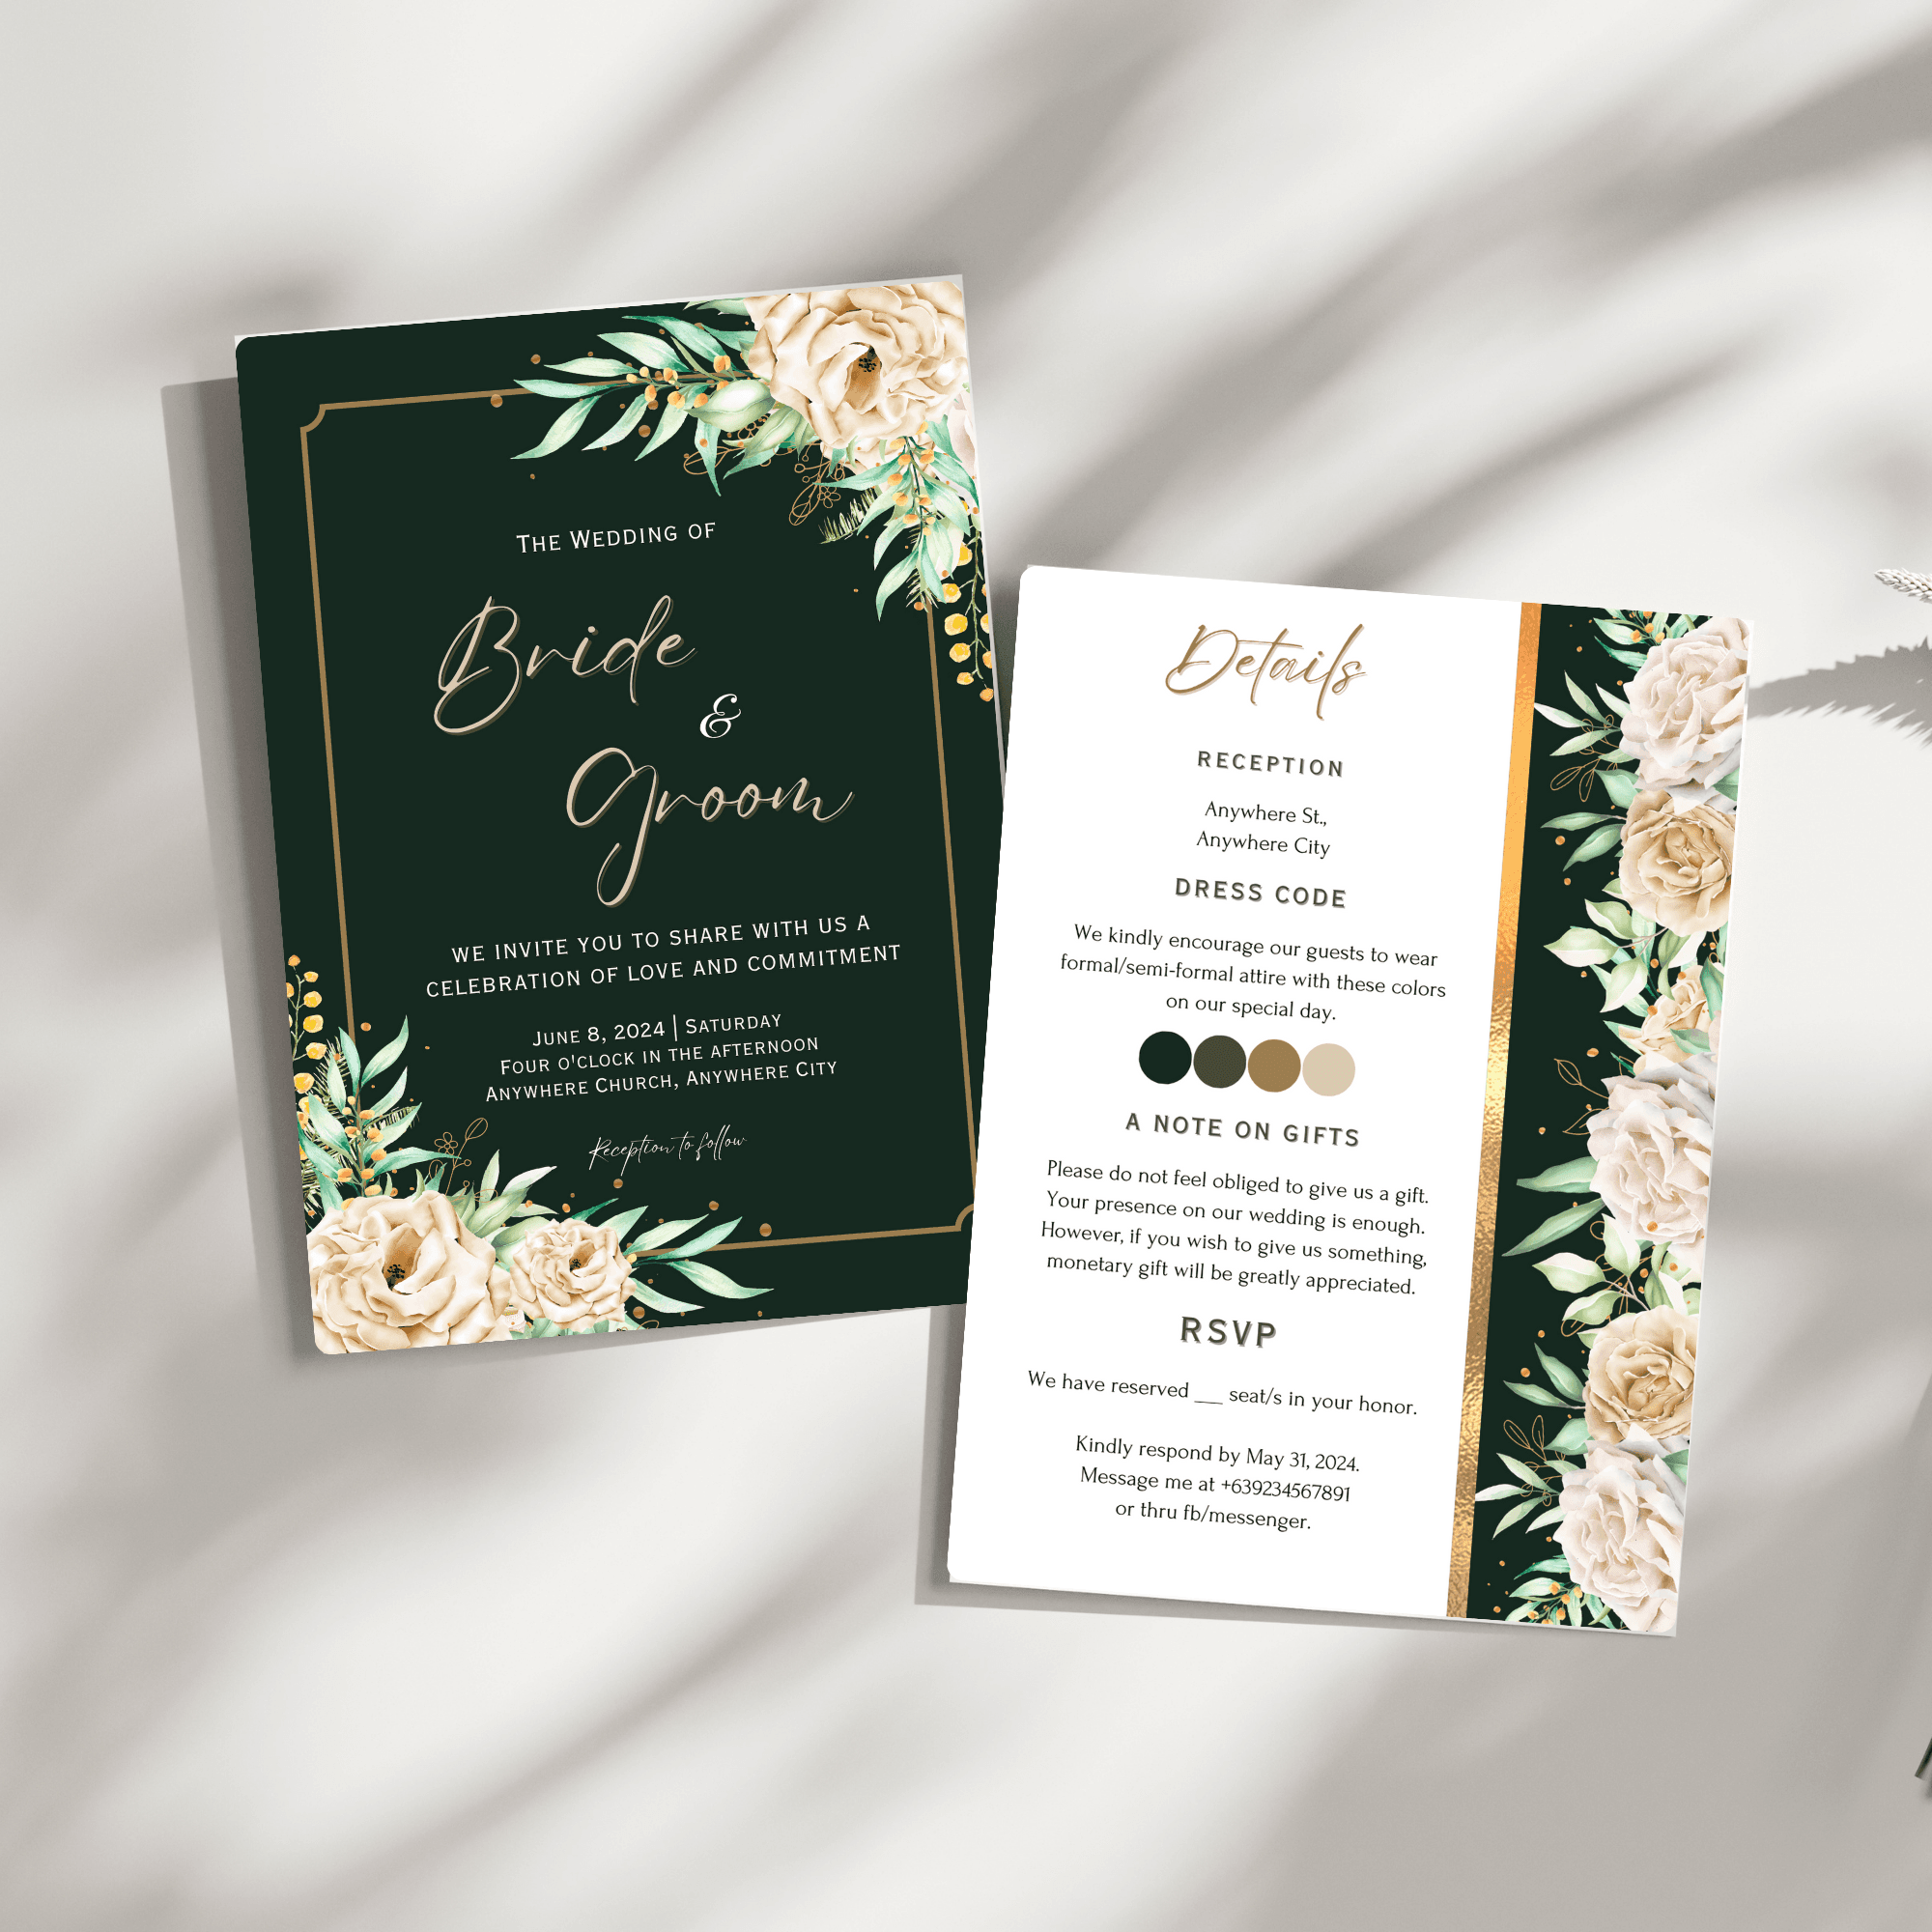 The Wedding of
Bride
&
Groom
WE INVITE YOU TO SHARE WITH US A
CELEBRATION OF LOVE AND COMMITMENT
June 8, 2024 | Saturday
Four o'clock in the afternoon
Anywhere Church, Anywhere City
Reception to follow
Details
RECEPTION
Anywhere St.,
Anywhere City
DRESS CODE
We kindly encourage our guests to wear
formal/semi-formal attire with these colors
on our special day.
A NOTE ON GIFTS
Please do not feel obliged to give us a gift.
Your presence on our wedding is enough.
However, if you wish to give us something,
monetary gift will be greatly appreciated.
RSVP
We have reserved ___ seat/s in your honor.
Kindly respond by May 31, 2024.
Message me at +639234567891
or thru fb/messenger.